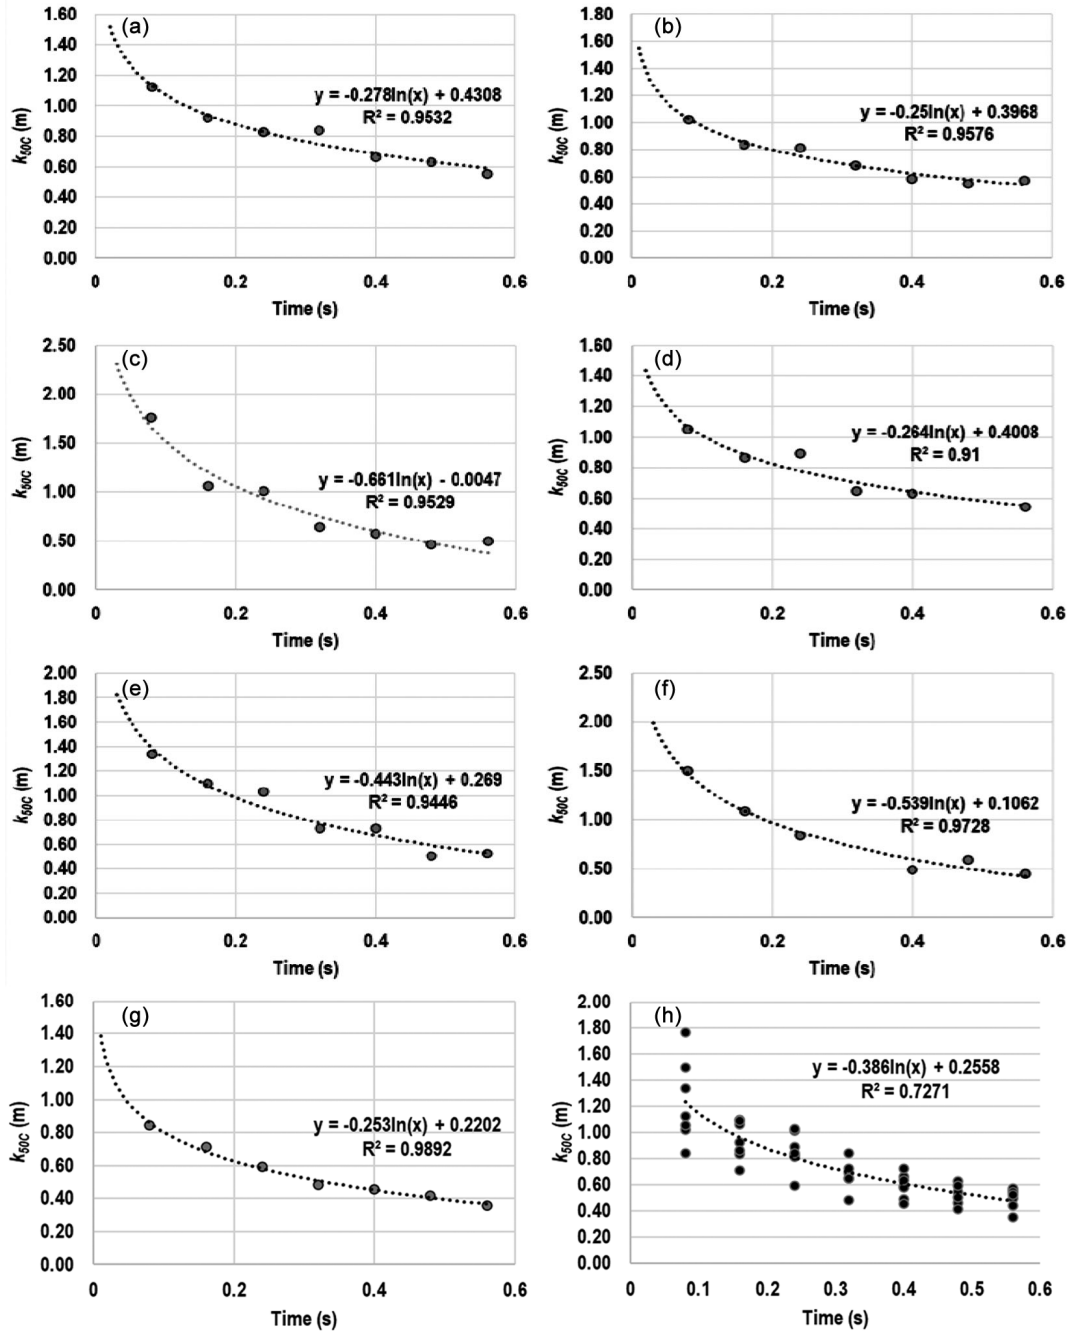 (a)
1.60
1.40
1.20
1.00
0.80
0.60
0.40
0.20
0.00
k50C (m)
y = -0.278ln(x) + 0.4308
R² = 0.9532
0 0.2 0.4 0.6
Time (s)
(b)
1.80
1.60
1.40
1.20
1.00
0.80
0.60
0.40
0.20
0.00
k50C (m)
y = -0.25ln(x) + 0.3968
R² = 0.9576
0 0.2 0.4 0.6
Time (s)
(c)
2.50
2.00
1.50
1.00
0.50
0.00
k50C (m)
y = -0.661ln(x) - 0.0047
R² = 0.9529
0 0.2 0.4 0.6
Time (s)
(d)
1.60
1.40
1.20
1.00
0.80
0.60
0.40
0.20
0.00
k50C (m)
y = -0.264ln(x) + 0.4008
R² = 0.91
0 0.2 0.4 0.6
Time (s)
(e)
2.00
1.80
1.60
1.40
1.20
1.00
0.80
0.60
0.40
0.20
0.00
k50C (m)
y = -0.443ln(x) + 0.269
R² = 0.9446
0 0.2 0.4 0.6
Time (s)
(f)
2.50
2.00
1.50
1.00
0.50
0.00
k50C (m)
y = -0.539ln(x) + 0.1062
R² = 0.9728
0 0.2 0.4 0.6
Time (s)
(g)
1.60
1.40
1.20
1.00
0.80
0.60
0.40
0.20
0.00
k50C (m)
y = -0.253ln(x) + 0.2202
R² = 0.9892
0 0.2 0.4 0.6
Time (s)
(h)
2.00
1.80
1.60
1.40
1.20
1.00
0.80
0.60
0.40
0.20
0.00
k50C (m)
y = -0.386ln(x) + 0.2558
R² = 0.7271
0 0.1 0.2 0.3 0.4 0.5 0.6
Time (s)